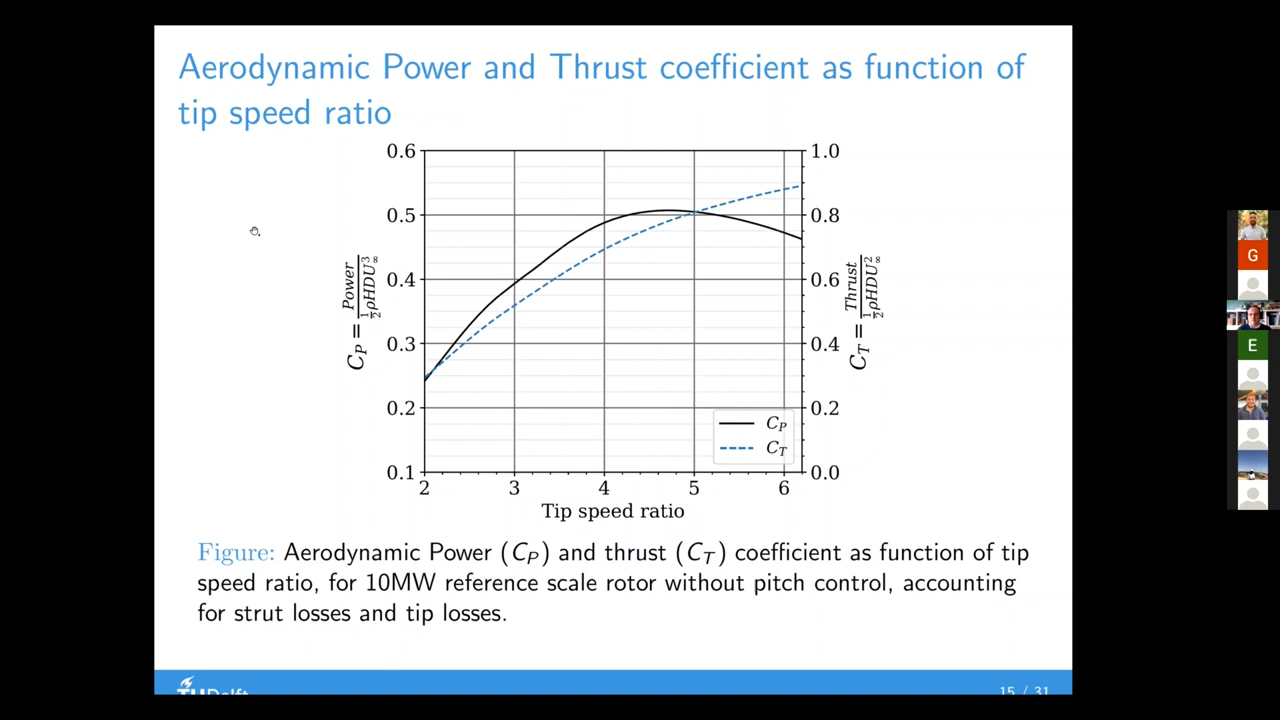 Aerodynamic Power and Thrust coefficient as function of
tip speed ratio
0.6
0.5
0.4
0.3
0.2
0.1
C_P = Power / ½ρHDU³∞
1.0
0.8
0.6
0.4
0.2
0.0
C_T = Thrust / ½ρHDU²∞
C_P
C_T
2 3 4 5 6
Tip speed ratio
Figure: Aerodynamic Power (C_P) and thrust (C_T) coefficient as function of tip
speed ratio, for 10MW reference scale rotor without pitch control, accounting
for strut losses and tip losses.
TUDelft
15 / 31
G
E